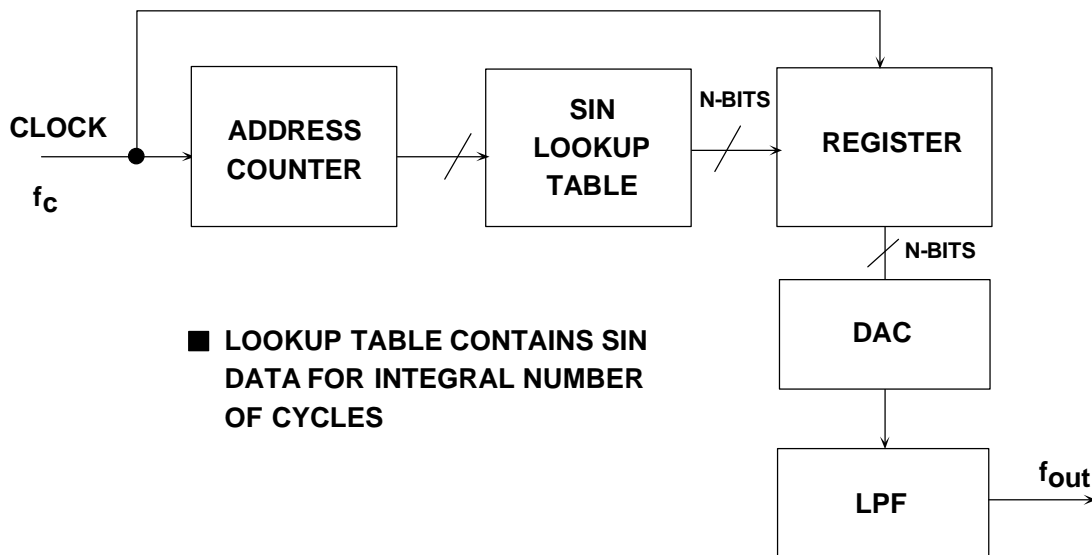 CLOCK
fc
ADDRESS
COUNTER
SIN
LOOKUP
TABLE
N-BITS
REGISTER
N-BITS
DAC
LPF
fout
LOOKUP TABLE CONTAINS SIN
DATA FOR INTEGRAL NUMBER
OF CYCLES